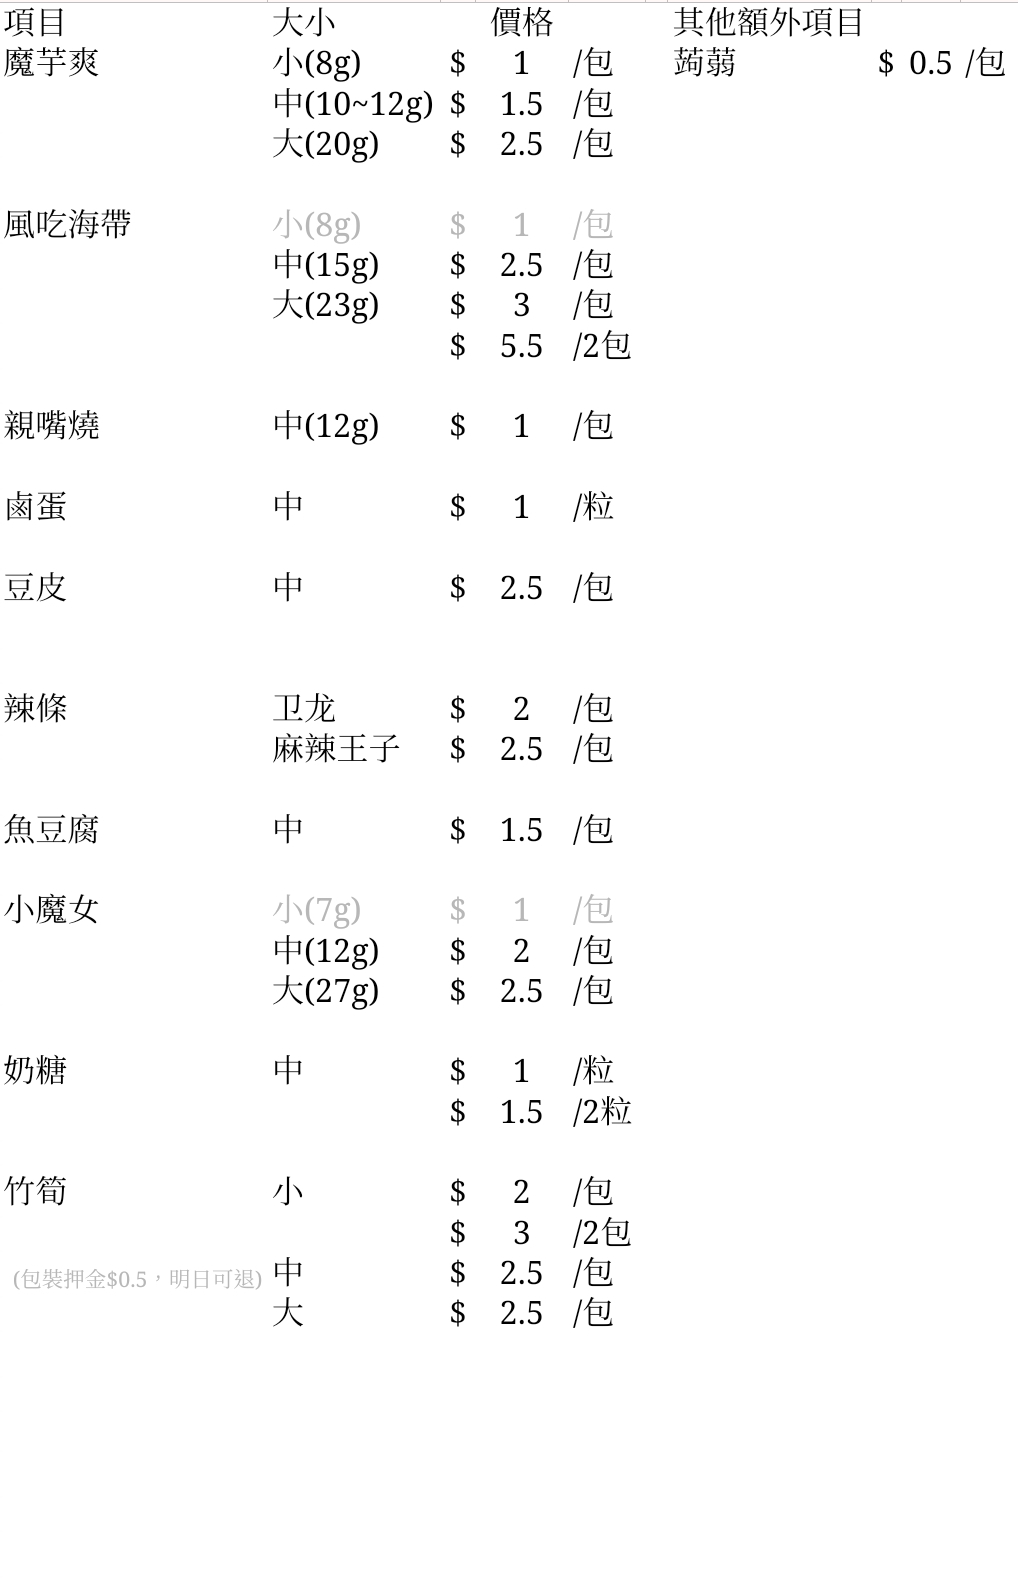 項目 大小 價格 其他額外項目
魔芋爽 小(8g) $ 1 /包 蒟蒻 $ 0.5 /包
中(10~12g) $ 1.5 /包
大(20g) $ 2.5 /包
風吃海帶 小(8g) $ 1 /包
中(15g) $ 2.5 /包
大(23g) $ 3 /包
$ 5.5 /2包
親嘴燒 中(12g) $ 1 /包
鹵蛋 中 $ 1 /粒
豆皮 中 $ 2.5 /包
辣條 卫龙 $ 2 /包
麻辣王子 $ 2.5 /包
魚豆腐 中 $ 1.5 /包
小魔女 小(7g) $ 1 /包
中(12g) $ 2 /包
大(27g) $ 2.5 /包
奶糖 中 $ 1 /粒
$ 1.5 /2粒
竹筍 小 $ 2 /包
$ 3 /2包
(包裝押金$0.5，明日可退) 中 $ 2.5 /包
大 $ 2.5 /包